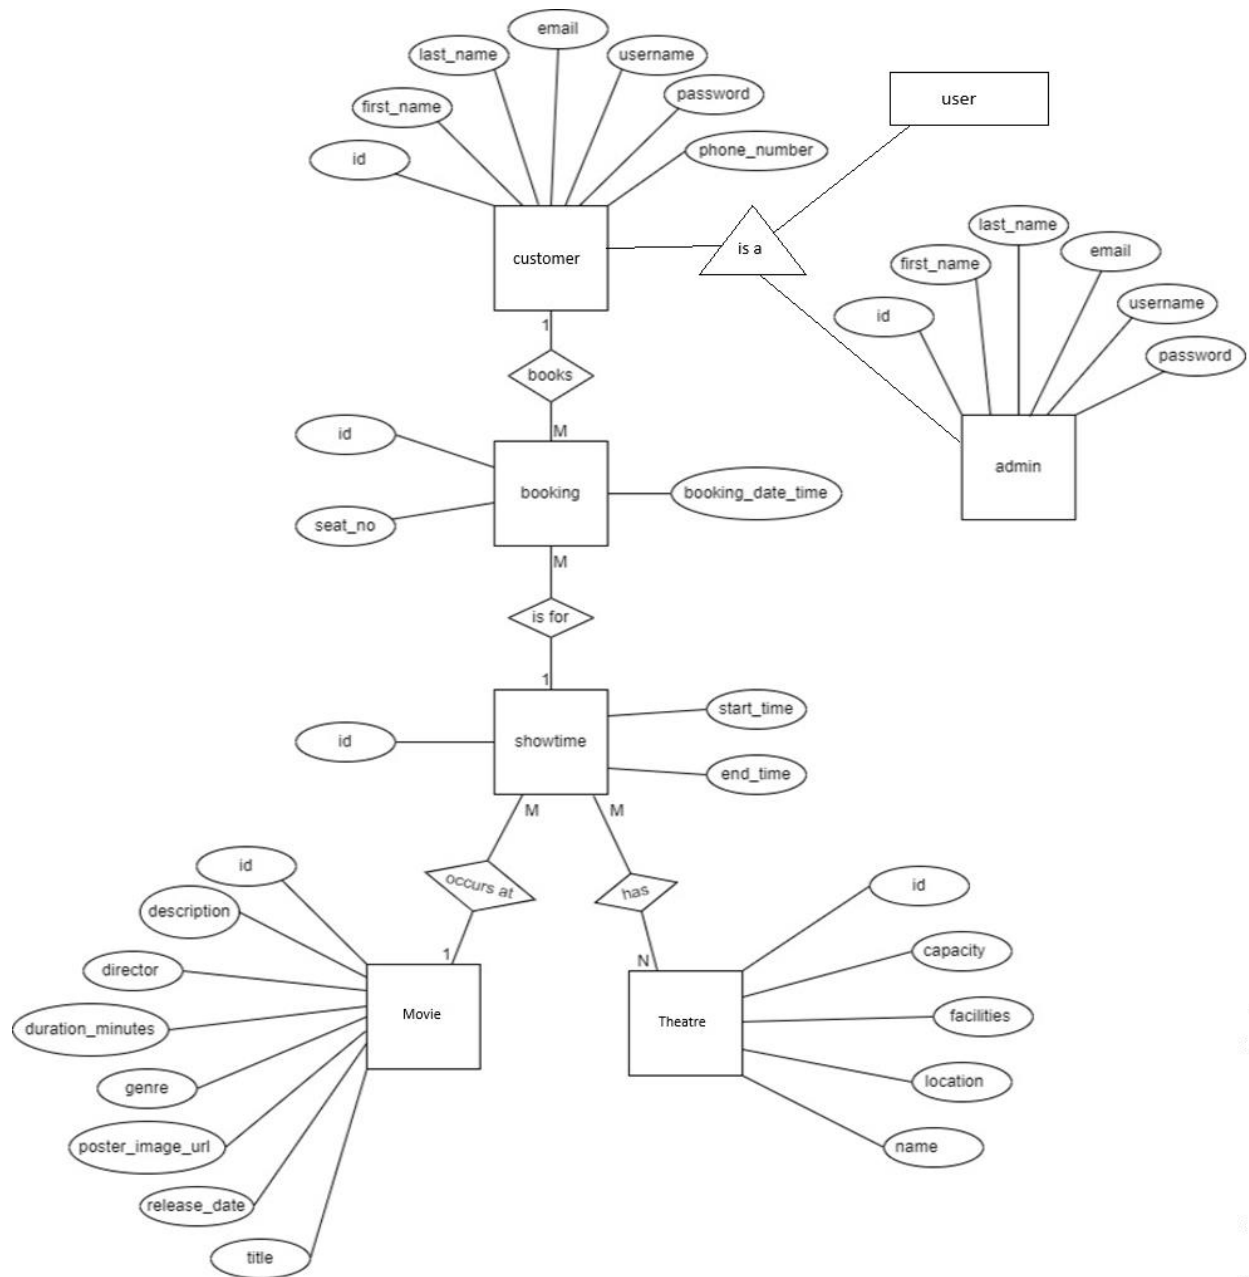 email
last_name
username
user
password
first_name
phone_number
id
last_name
customer
is a
email
first_name
username
id
1
password
books
id
M
admin
booking
booking_date_time
seat_no
M
is for
1
start_time
id
showtime
end_time
M
M
id
occurs at
has
id
description
capacity
1
N
director
Movie
Theatre
facilities
duration_minutes
genre
location
poster_image_url
name
release_date
title